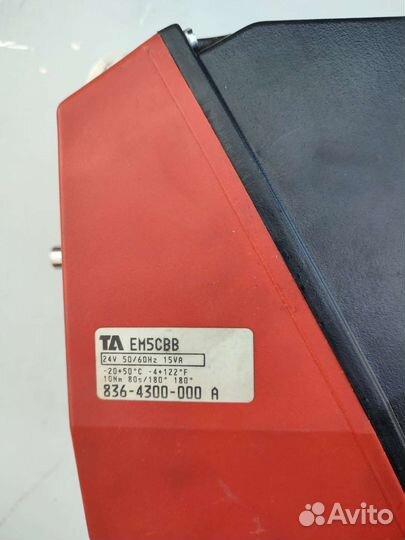 TA EM5CBB
24V 50/60Hz 15VA
-20+50°C -4+122°F
10Nm 80s/180° 180°
836-4300-000 A
Avito